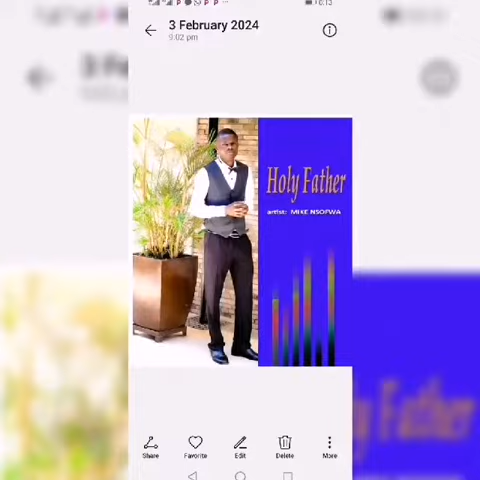 3 February 2024
9:02 pm
Holy Father
artist: MIKE NSOFWA
Share
Favorite
Edit
Delete
More